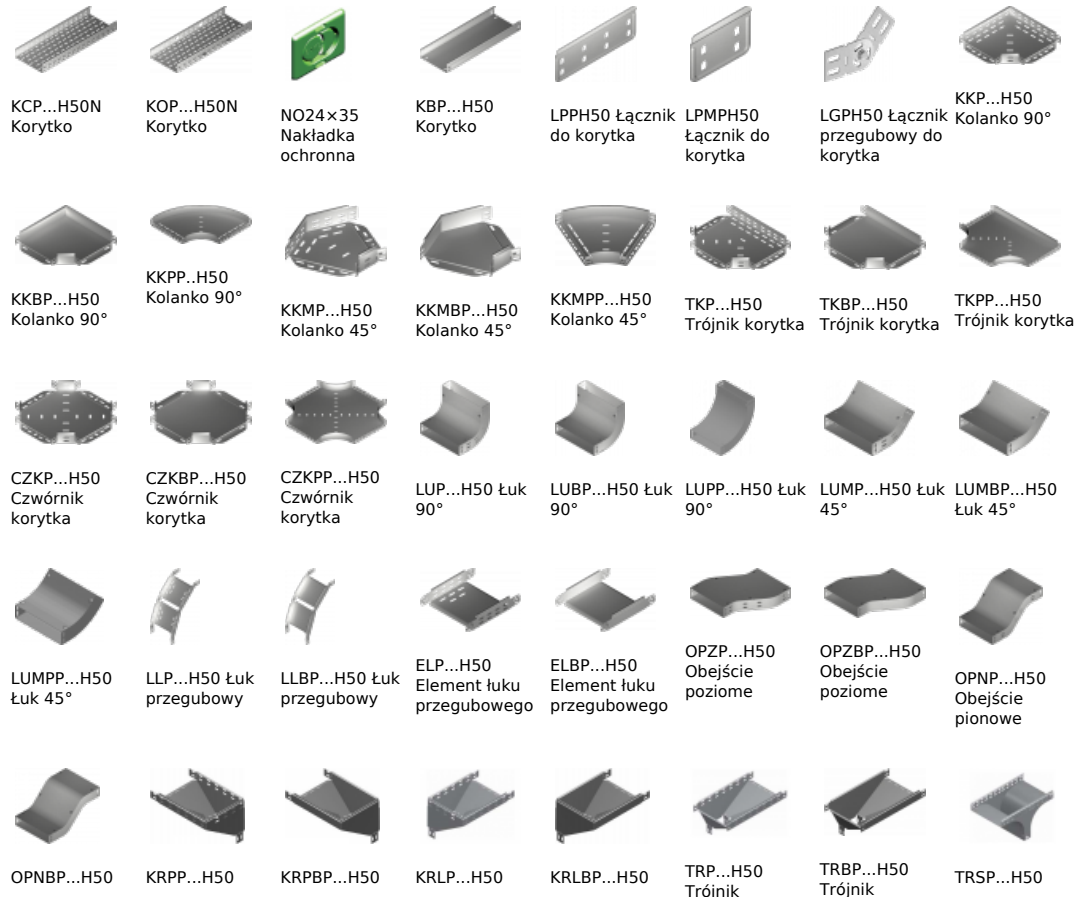 KCP...H50N
Korytko
KOP...H50N
Korytko
NO24×35
Nakładka
ochronna
KBP...H50
Korytko
LPPH50 Łącznik
do korytka
LPMPH50
Łącznik do
korytka
LGPH50 Łącznik
przegubowy do
korytka
KKP...H50
Kolanko 90°
KKBP...H50
Kolanko 90°
KKPP..H50
Kolanko 90°
KKMP...H50
Kolanko 45°
KKMBP...H50
Kolanko 45°
KKMPP...H50
Kolanko 45°
TKP...H50
Trójnik korytka
TKBP...H50
Trójnik korytka
TKPP...H50
Trójnik korytka
CZKP...H50
Czwórnik
korytka
CZKBP...H50
Czwórnik
korytka
CZKPP...H50
Czwórnik
korytka
LUP...H50 Łuk
90°
LUBP...H50 Łuk
90°
LUPP...H50 Łuk
90°
LUMP...H50 Łuk
45°
LUMBP...H50
Łuk 45°
LUMPP...H50
Łuk 45°
LLP...H50 Łuk
przegubowy
LLBP...H50 Łuk
przegubowy
ELP...H50
Element łuku
przegubowego
ELBP...H50
Element łuku
przegubowego
OPZP...H50
Obejście
poziome
OPZBP...H50
Obejście
poziome
OPNP...H50
Obejście
pionowe
OPNBP...H50
KRPP...H50
KRPBP...H50
KRLP...H50
KRLBP...H50
TRP...H50
Trójnik
TRBP...H50
Trójnik
TRSP...H50